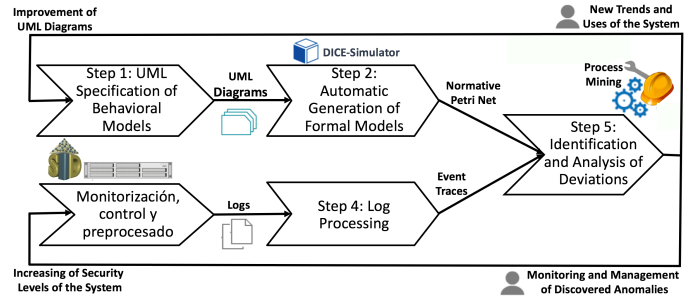 Improvement of
UML Diagrams
New Trends and
Uses of the System
DICE-Simulator
Step 1: UML
Specification of
Behavioral
Models
UML
Diagrams
Step 2:
Automatic
Generation of
Formal Models
Normative
Petri Net
Process
Mining
Step 5:
Identification
and Analysis of
Deviations
Monitorización,
control y
preprocesado
Logs
Step 4: Log
Processing
Event
Traces
Increasing of Security
Levels of the System
Monitoring and Management
of Discovered Anomalies